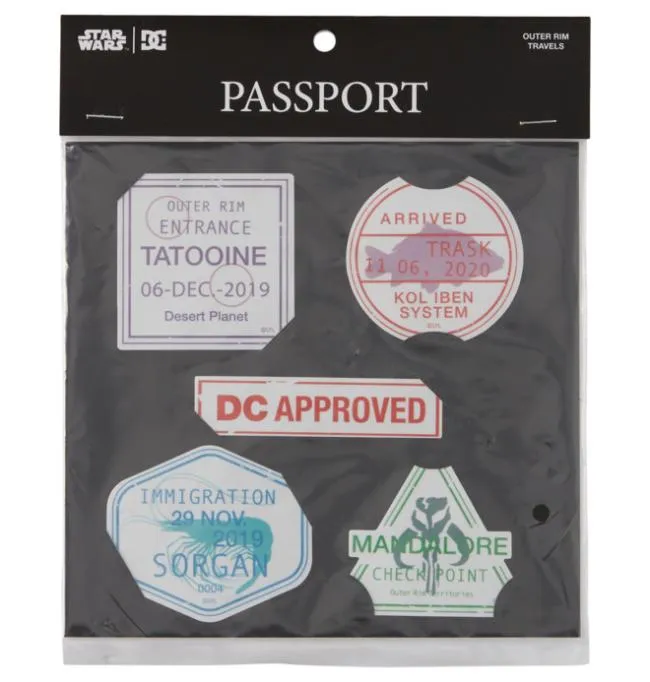 STAR
WARS
DC
OUTER RIM
TRAVELS
PASSPORT
OUTER RIM
ENTRANCE
TATOOINE
06-DEC.-2019
Desert Planet
ARRIVED
TRASK
11 06, 2020
KOL IBEN
SYSTEM
DC APPROVED
IMMIGRATION
29 NOV.
2019
SORGAN
0004
MANDALORE
CHECK POINT
Outer Rim Territories